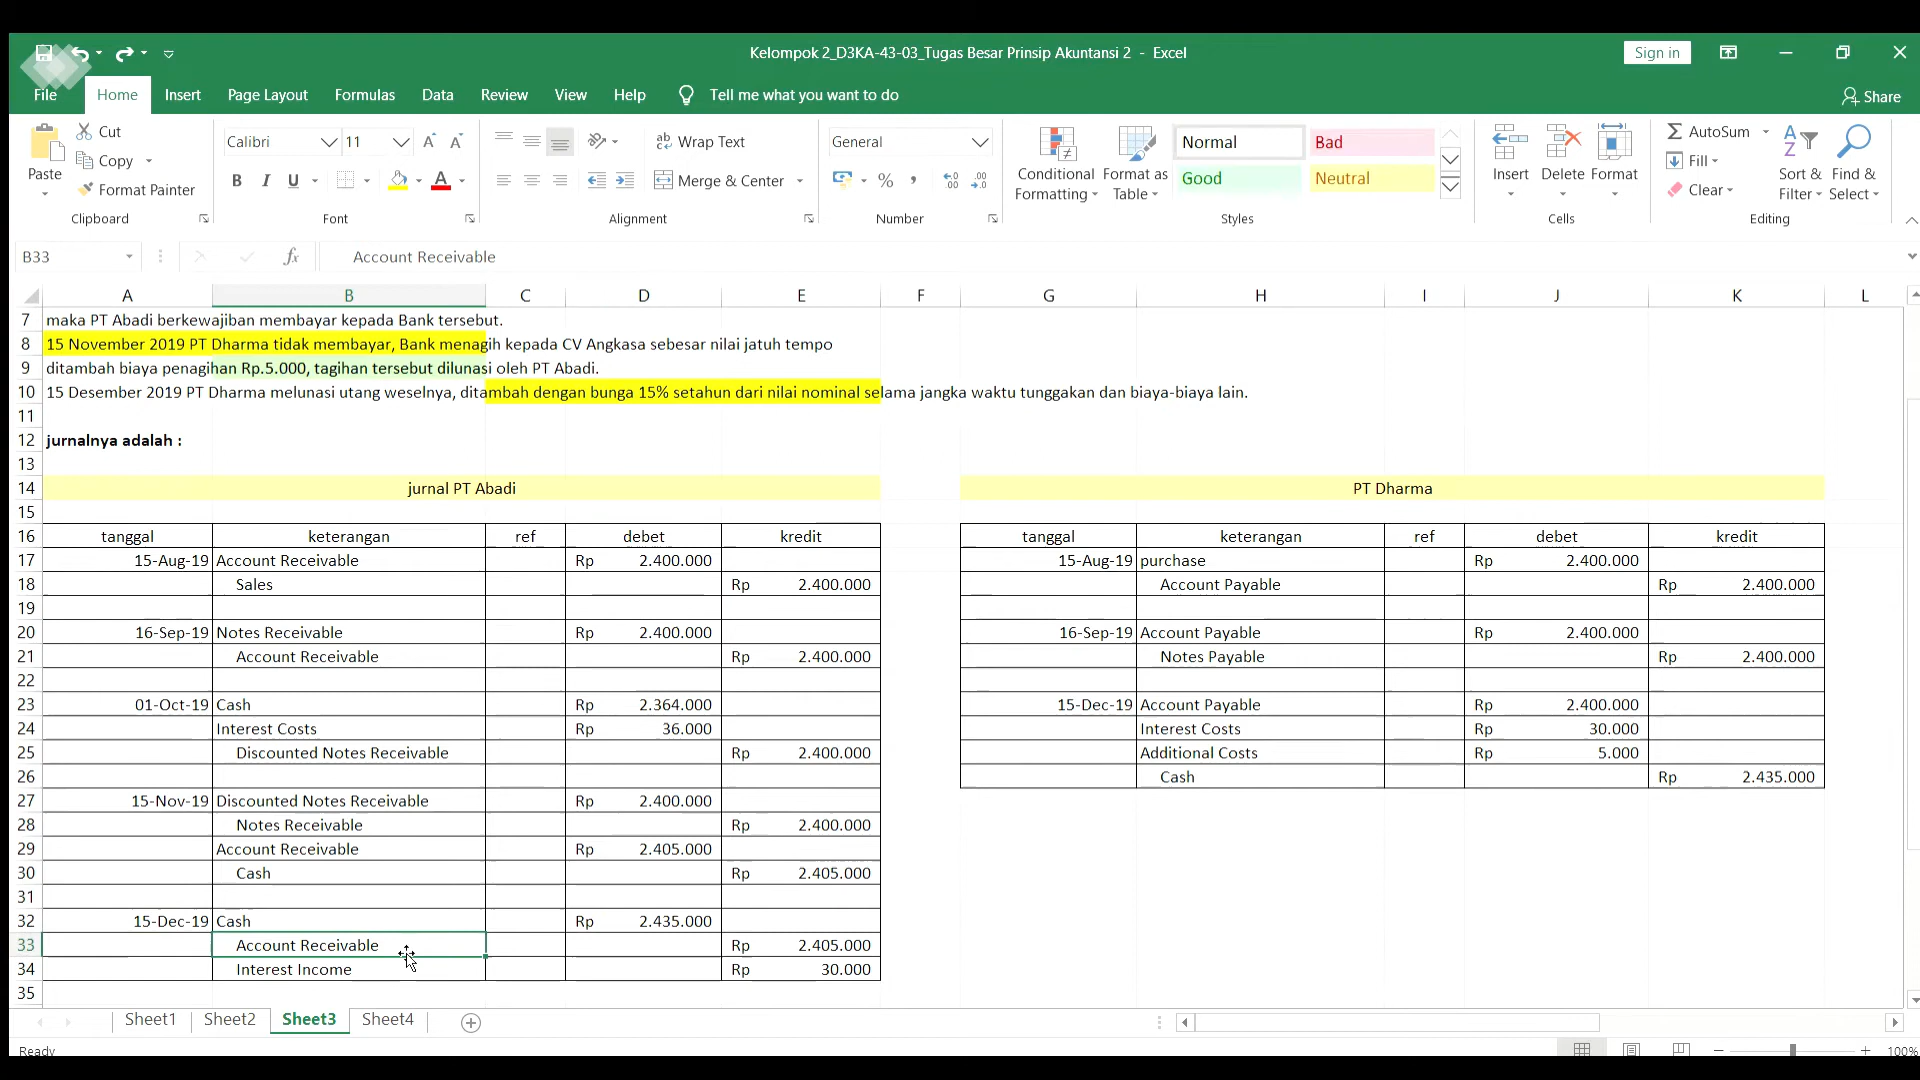 Kelompok 2_D3KA-43-03_Tugas Besar Prinsip Akuntansi 2 - Excel
Sign in
File Home Insert Page Layout Formulas Data Review View Help Tell me what you want to do Share
Paste
Cut
Copy
Format Painter
Clipboard
Calibri 11
B I U A
Font
Wrap Text
Merge & Center
Alignment
General
% , .00
Number
Conditional Formatting
Format as Table
Normal Bad
Good Neutral
Styles
Insert Delete Format
Cells
AutoSum
Fill
Clear
Sort & Filter
Find & Select
Editing
B33 fx Account Receivable
A B C D E F G H I J K L
7 maka PT Abadi berkewajiban membayar kepada Bank tersebut.
8 15 November 2019 PT Dharma tidak membayar, Bank menagih kepada CV Angkasa sebesar nilai jatuh tempo
9 ditambah biaya penagihan Rp.5.000, tagihan tersebut dilunasi oleh PT Abadi.
10 15 Desember 2019 PT Dharma melunasi utang weselnya, ditambah dengan bunga 15% setahun dari nilai nominal selama jangka waktu tunggakan dan biaya-biaya lain.
11
12 jurnalnya adalah :
13
14 jurnal PT Abadi PT Dharma
15
16 tanggal keterangan ref debet kredit tanggal keterangan ref debet kredit
17 15-Aug-19 Account Receivable Rp 2.400.000 15-Aug-19 purchase Rp 2.400.000
18 Sales Rp 2.400.000 Account Payable Rp 2.400.000
19
20 16-Sep-19 Notes Receivable Rp 2.400.000 16-Sep-19 Account Payable Rp 2.400.000
21 Account Receivable Rp 2.400.000 Notes Payable Rp 2.400.000
22
23 01-Oct-19 Cash Rp 2.364.000 15-Dec-19 Account Payable Rp 2.400.000
24 Interest Costs Rp 36.000 Interest Costs Rp 30.000
25 Discounted Notes Receivable Rp 2.400.000 Additional Costs Rp 5.000
26 Cash Rp 2.435.000
27 15-Nov-19 Discounted Notes Receivable Rp 2.400.000
28 Notes Receivable Rp 2.400.000
29 Account Receivable Rp 2.405.000
30 Cash Rp 2.405.000
31
32 15-Dec-19 Cash Rp 2.435.000
33 Account Receivable Rp 2.405.000
34 Interest Income Rp 30.000
35
Sheet1 Sheet2 Sheet3 Sheet4
Ready 100%